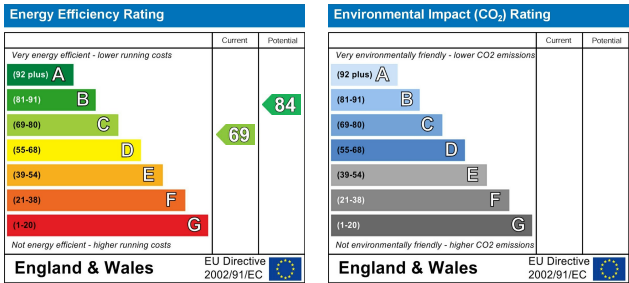 Energy Efficiency Rating
Current Potential
Very energy efficient - lower running costs
(92 plus) A
(81-91) B
84
(69-80) C
69
(55-68) D
(39-54) E
(21-38) F
(1-20) G
Not energy efficient - higher running costs
England & Wales
EU Directive
2002/91/EC
Environmental Impact (CO2) Rating
Current Potential
Very environmentally friendly - lower CO2 emissions
(92 plus) A
(81-91) B
(69-80) C
(55-68) D
(39-54) E
(21-38) F
(1-20) G
Not environmentally friendly - higher CO2 emissions
England & Wales
EU Directive
2002/91/EC